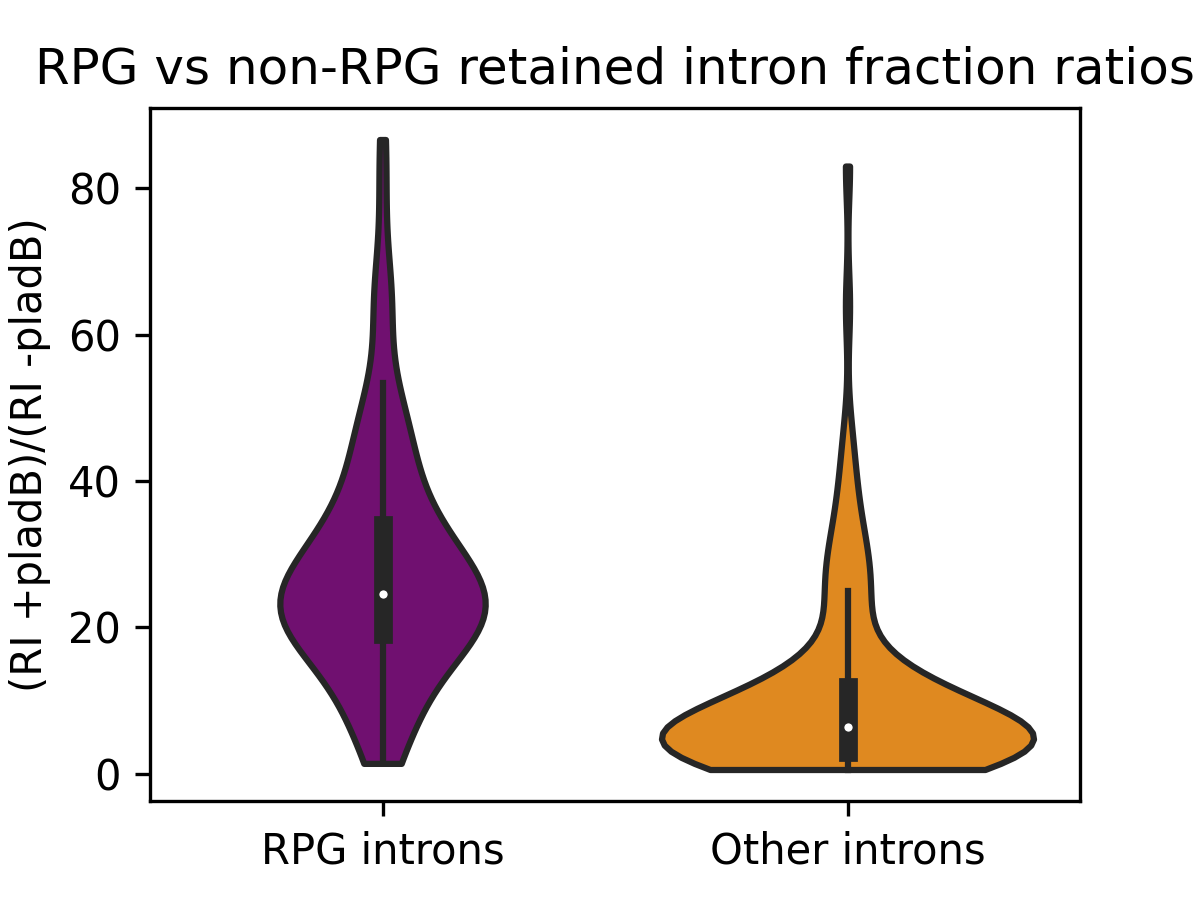 RPG vs non-RPG retained intron fraction ratios
(RI +pladB)/(RI -pladB)
80
60
40
20
0
RPG introns
Other introns